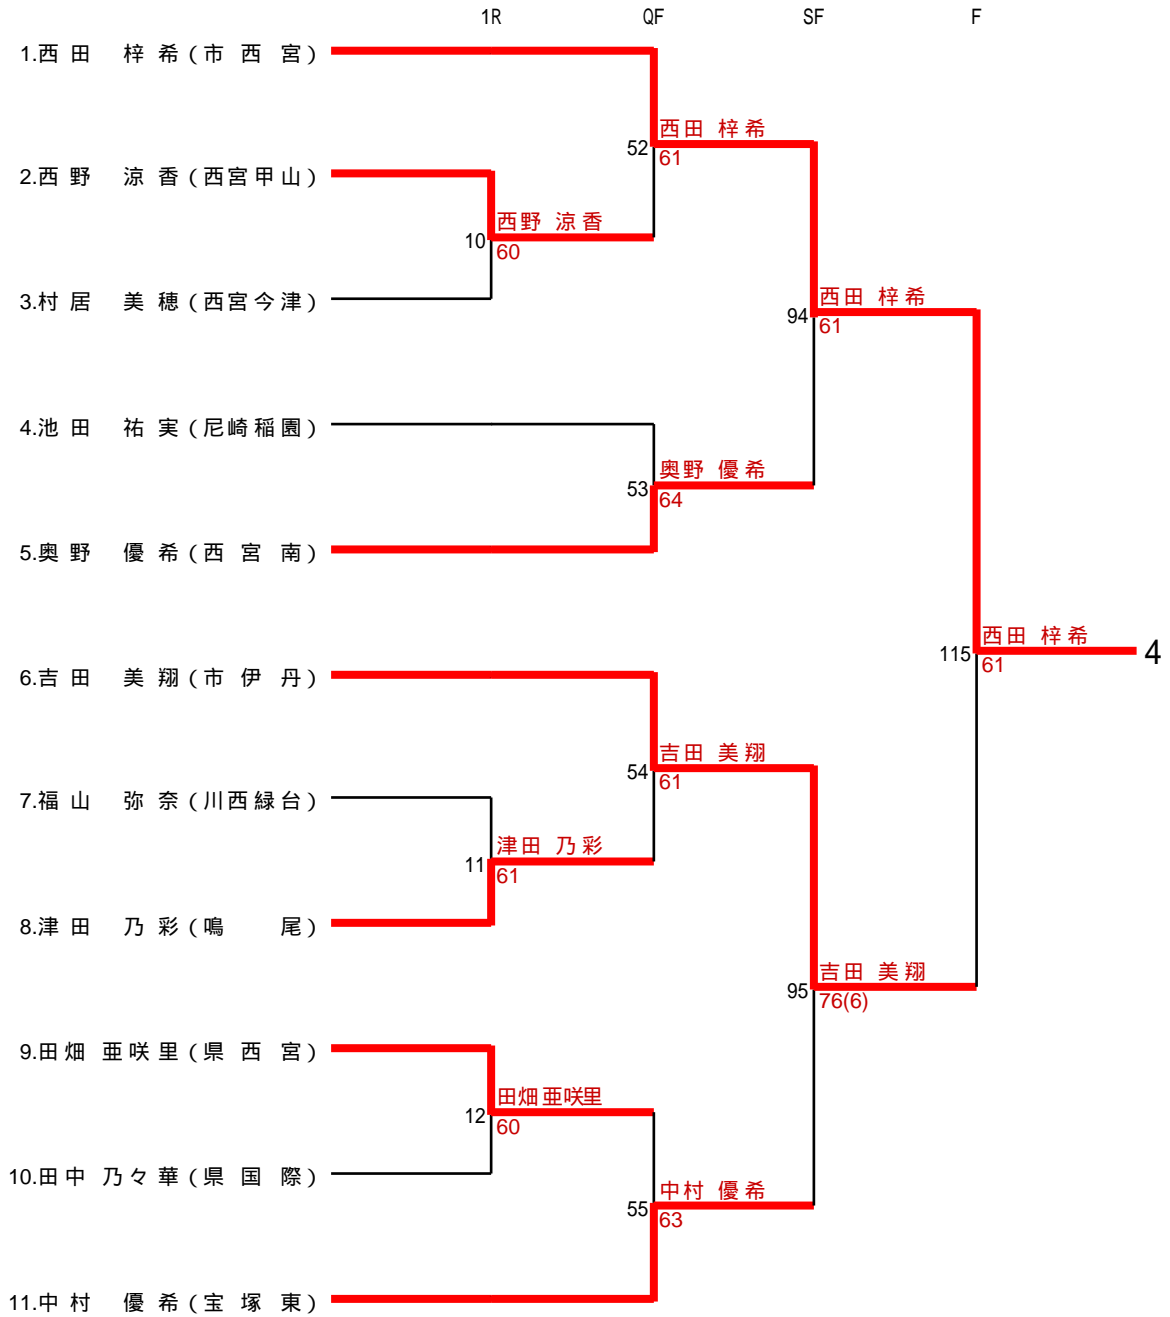 1R QF SF F
1.西田 梓希(市西宮)
西田 梓希
52 61
2.西野 涼香(西宮甲山)
西野 涼香
10 60
3.村居 美穂(西宮今津)
西田 梓希
94 61
4.池田 祐実(尼崎稲園)
奥野 優希
53 64
5.奥野 優希(西宮南)
西田 梓希
115 61 4
6.吉田 美翔(市伊丹)
吉田 美翔
54 61
7.福山 弥奈(川西緑台)
津田 乃彩
11 61
8.津田 乃彩(鳴尾)
吉田 美翔
95 76(6)
9.田畑 亜咲里(県西宮)
田畑 亜咲里
12 60
10.田中 乃々華(県国際)
中村 優希
55 63
11.中村 優希(宝塚東)